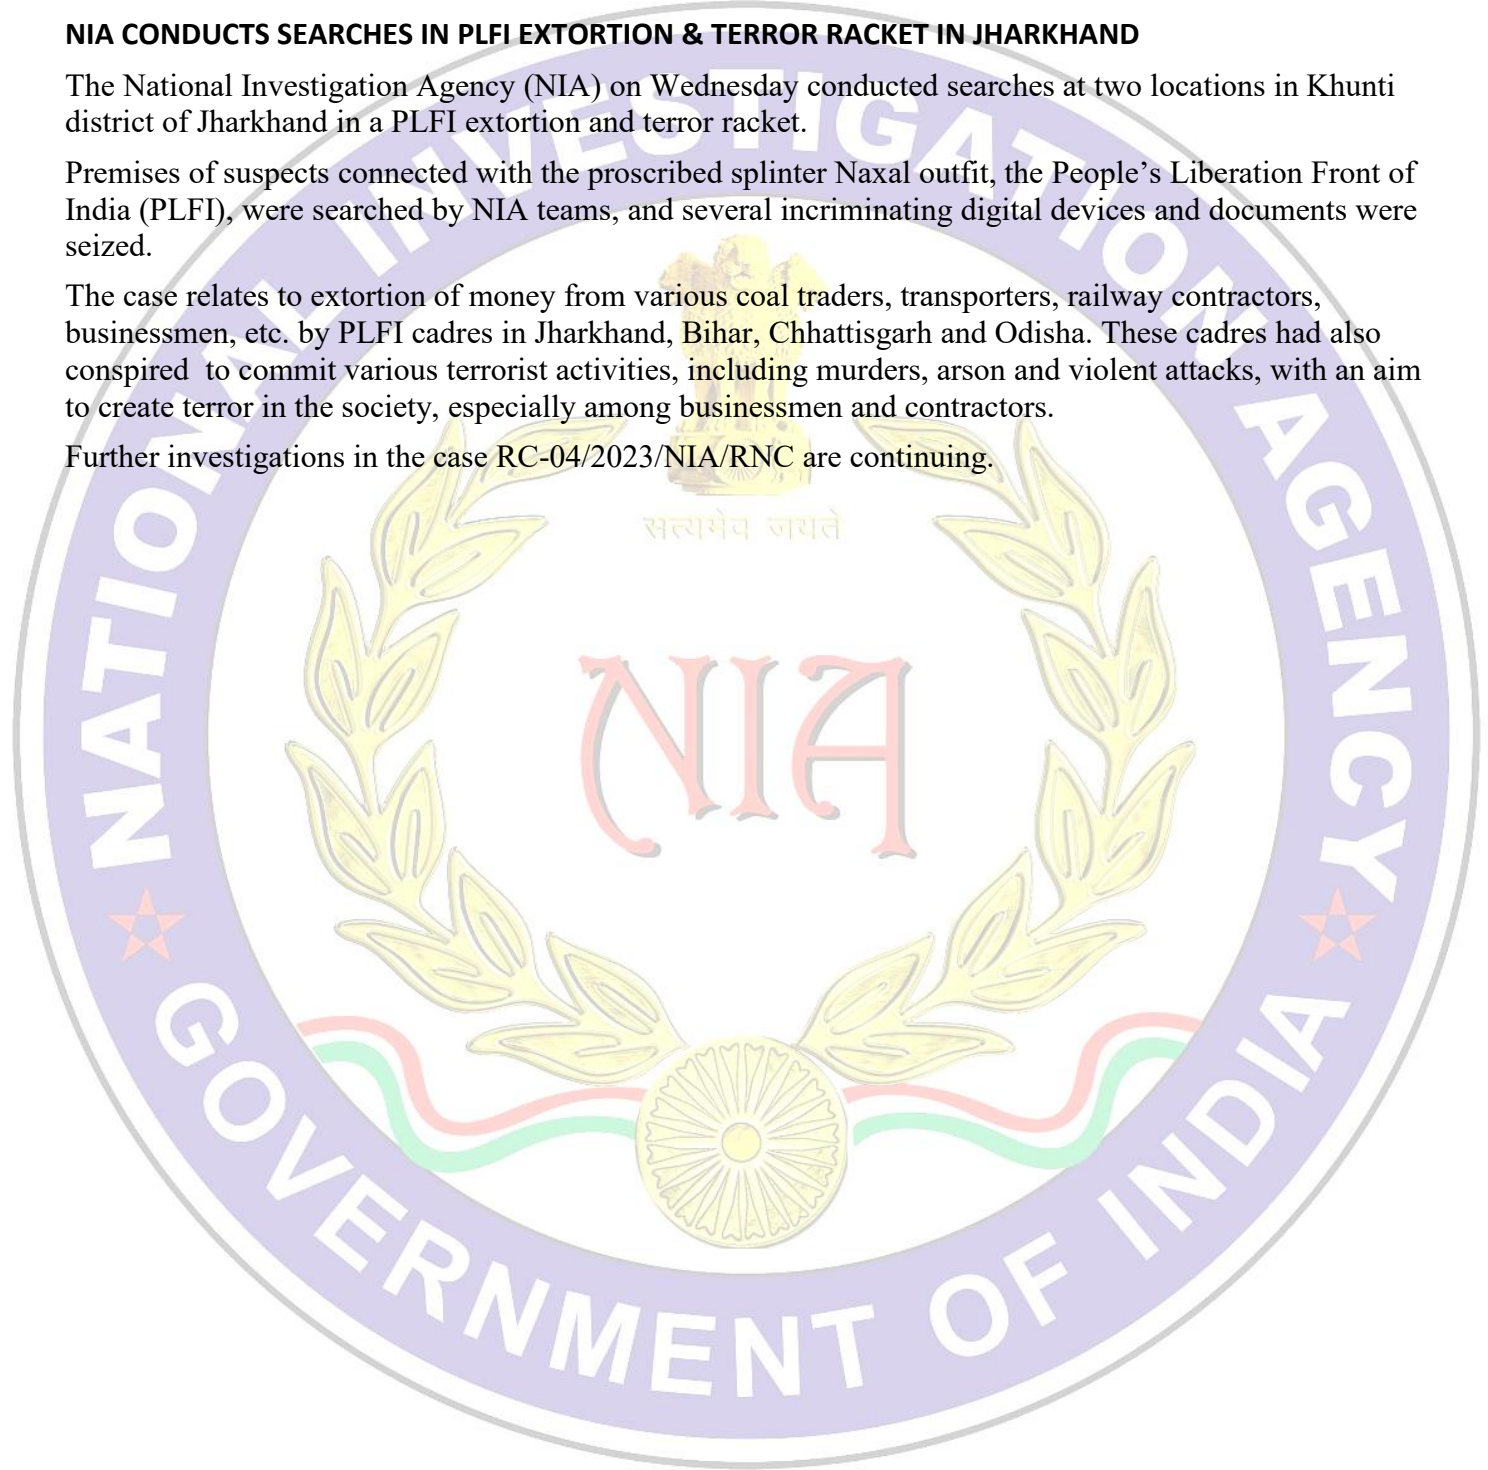 NIA CONDUCTS SEARCHES IN PLFI EXTORTION & TERROR RACKET IN JHARKHAND
The National Investigation Agency (NIA) on Wednesday conducted searches at two locations in Khunti
district of Jharkhand in a PLFI extortion and terror racket.
Premises of suspects connected with the proscribed splinter Naxal outfit, the People’s Liberation Front of
India (PLFI), were searched by NIA teams, and several incriminating digital devices and documents were
seized.
The case relates to extortion of money from various coal traders, transporters, railway contractors,
businessmen, etc. by PLFI cadres in Jharkhand, Bihar, Chhattisgarh and Odisha. These cadres had also
conspired  to commit various terrorist activities, including murders, arson and violent attacks, with an aim
to create terror in the society, especially among businessmen and contractors.
Further investigations in the case RC-04/2023/NIA/RNC are continuing.
NATIONAL INVESTIGATION AGENCY
सत्यमेव जयते
NIA
GOVERNMENT OF INDIA